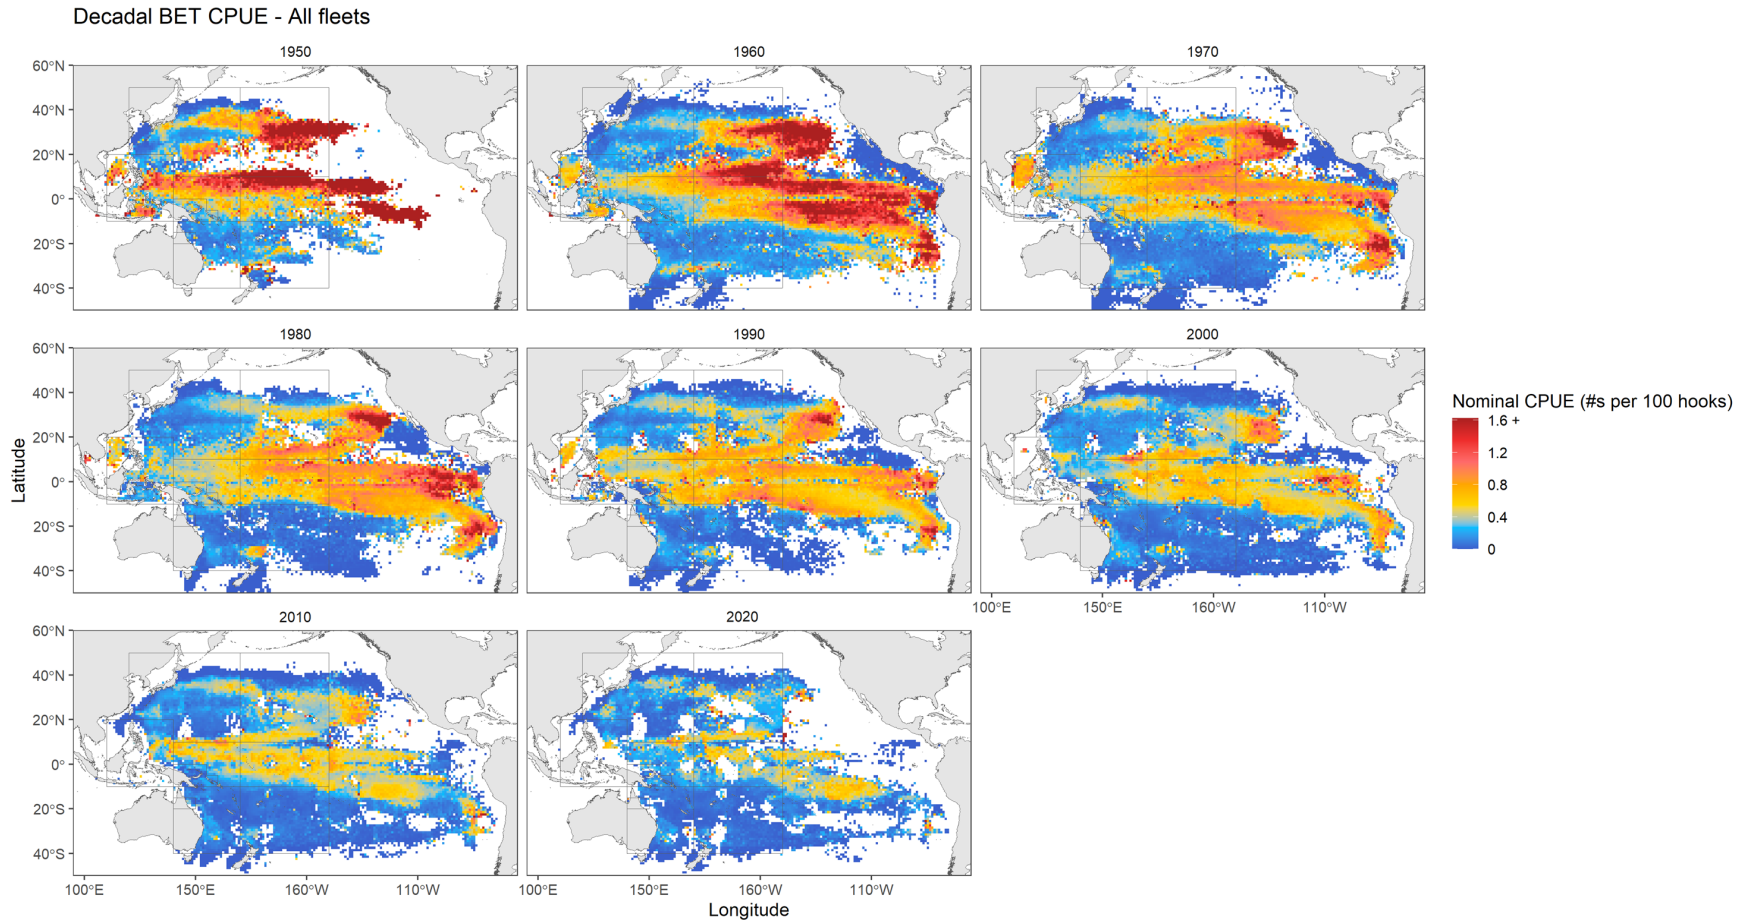 Decadal BET CPUE - All fleets
1950
1960
1970
60°N
40°N
20°N
0°
20°S
40°S
1980
1990
2000
60°N
40°N
20°N
0°
20°S
40°S
Latitude
Nominal CPUE (#s per 100 hooks)
1.6 +
1.2
0.8
0.4
0
100°E
150°E
160°W
110°W
2010
2020
60°N
40°N
20°N
0°
20°S
40°S
100°E
150°E
160°W
110°W
100°E
150°E
160°W
110°W
Longitude